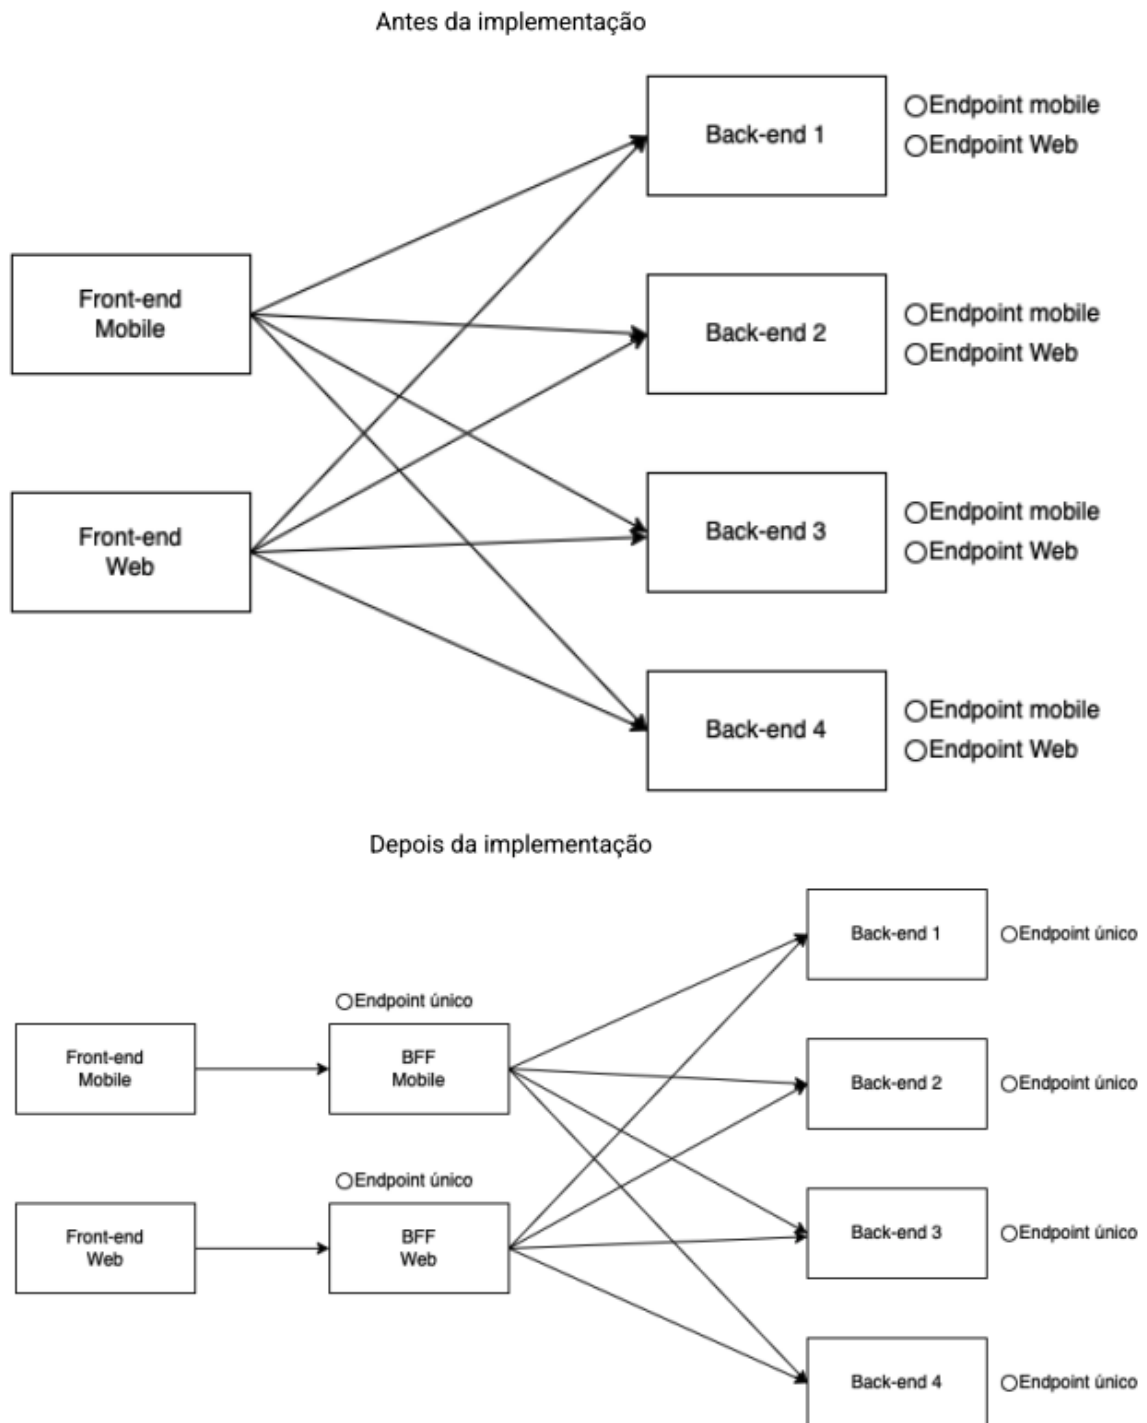 Antes da implementação
Back-end 1
Endpoint mobile
Endpoint Web
Front-end
Mobile
Back-end 2
Endpoint mobile
Endpoint Web
Front-end
Web
Back-end 3
Endpoint mobile
Endpoint Web
Back-end 4
Endpoint mobile
Endpoint Web
Depois da implementação
Back-end 1
Endpoint único
Endpoint único
Front-end
Mobile
BFF
Mobile
Back-end 2
Endpoint único
Endpoint único
Front-end
Web
BFF
Web
Back-end 3
Endpoint único
Back-end 4
Endpoint único